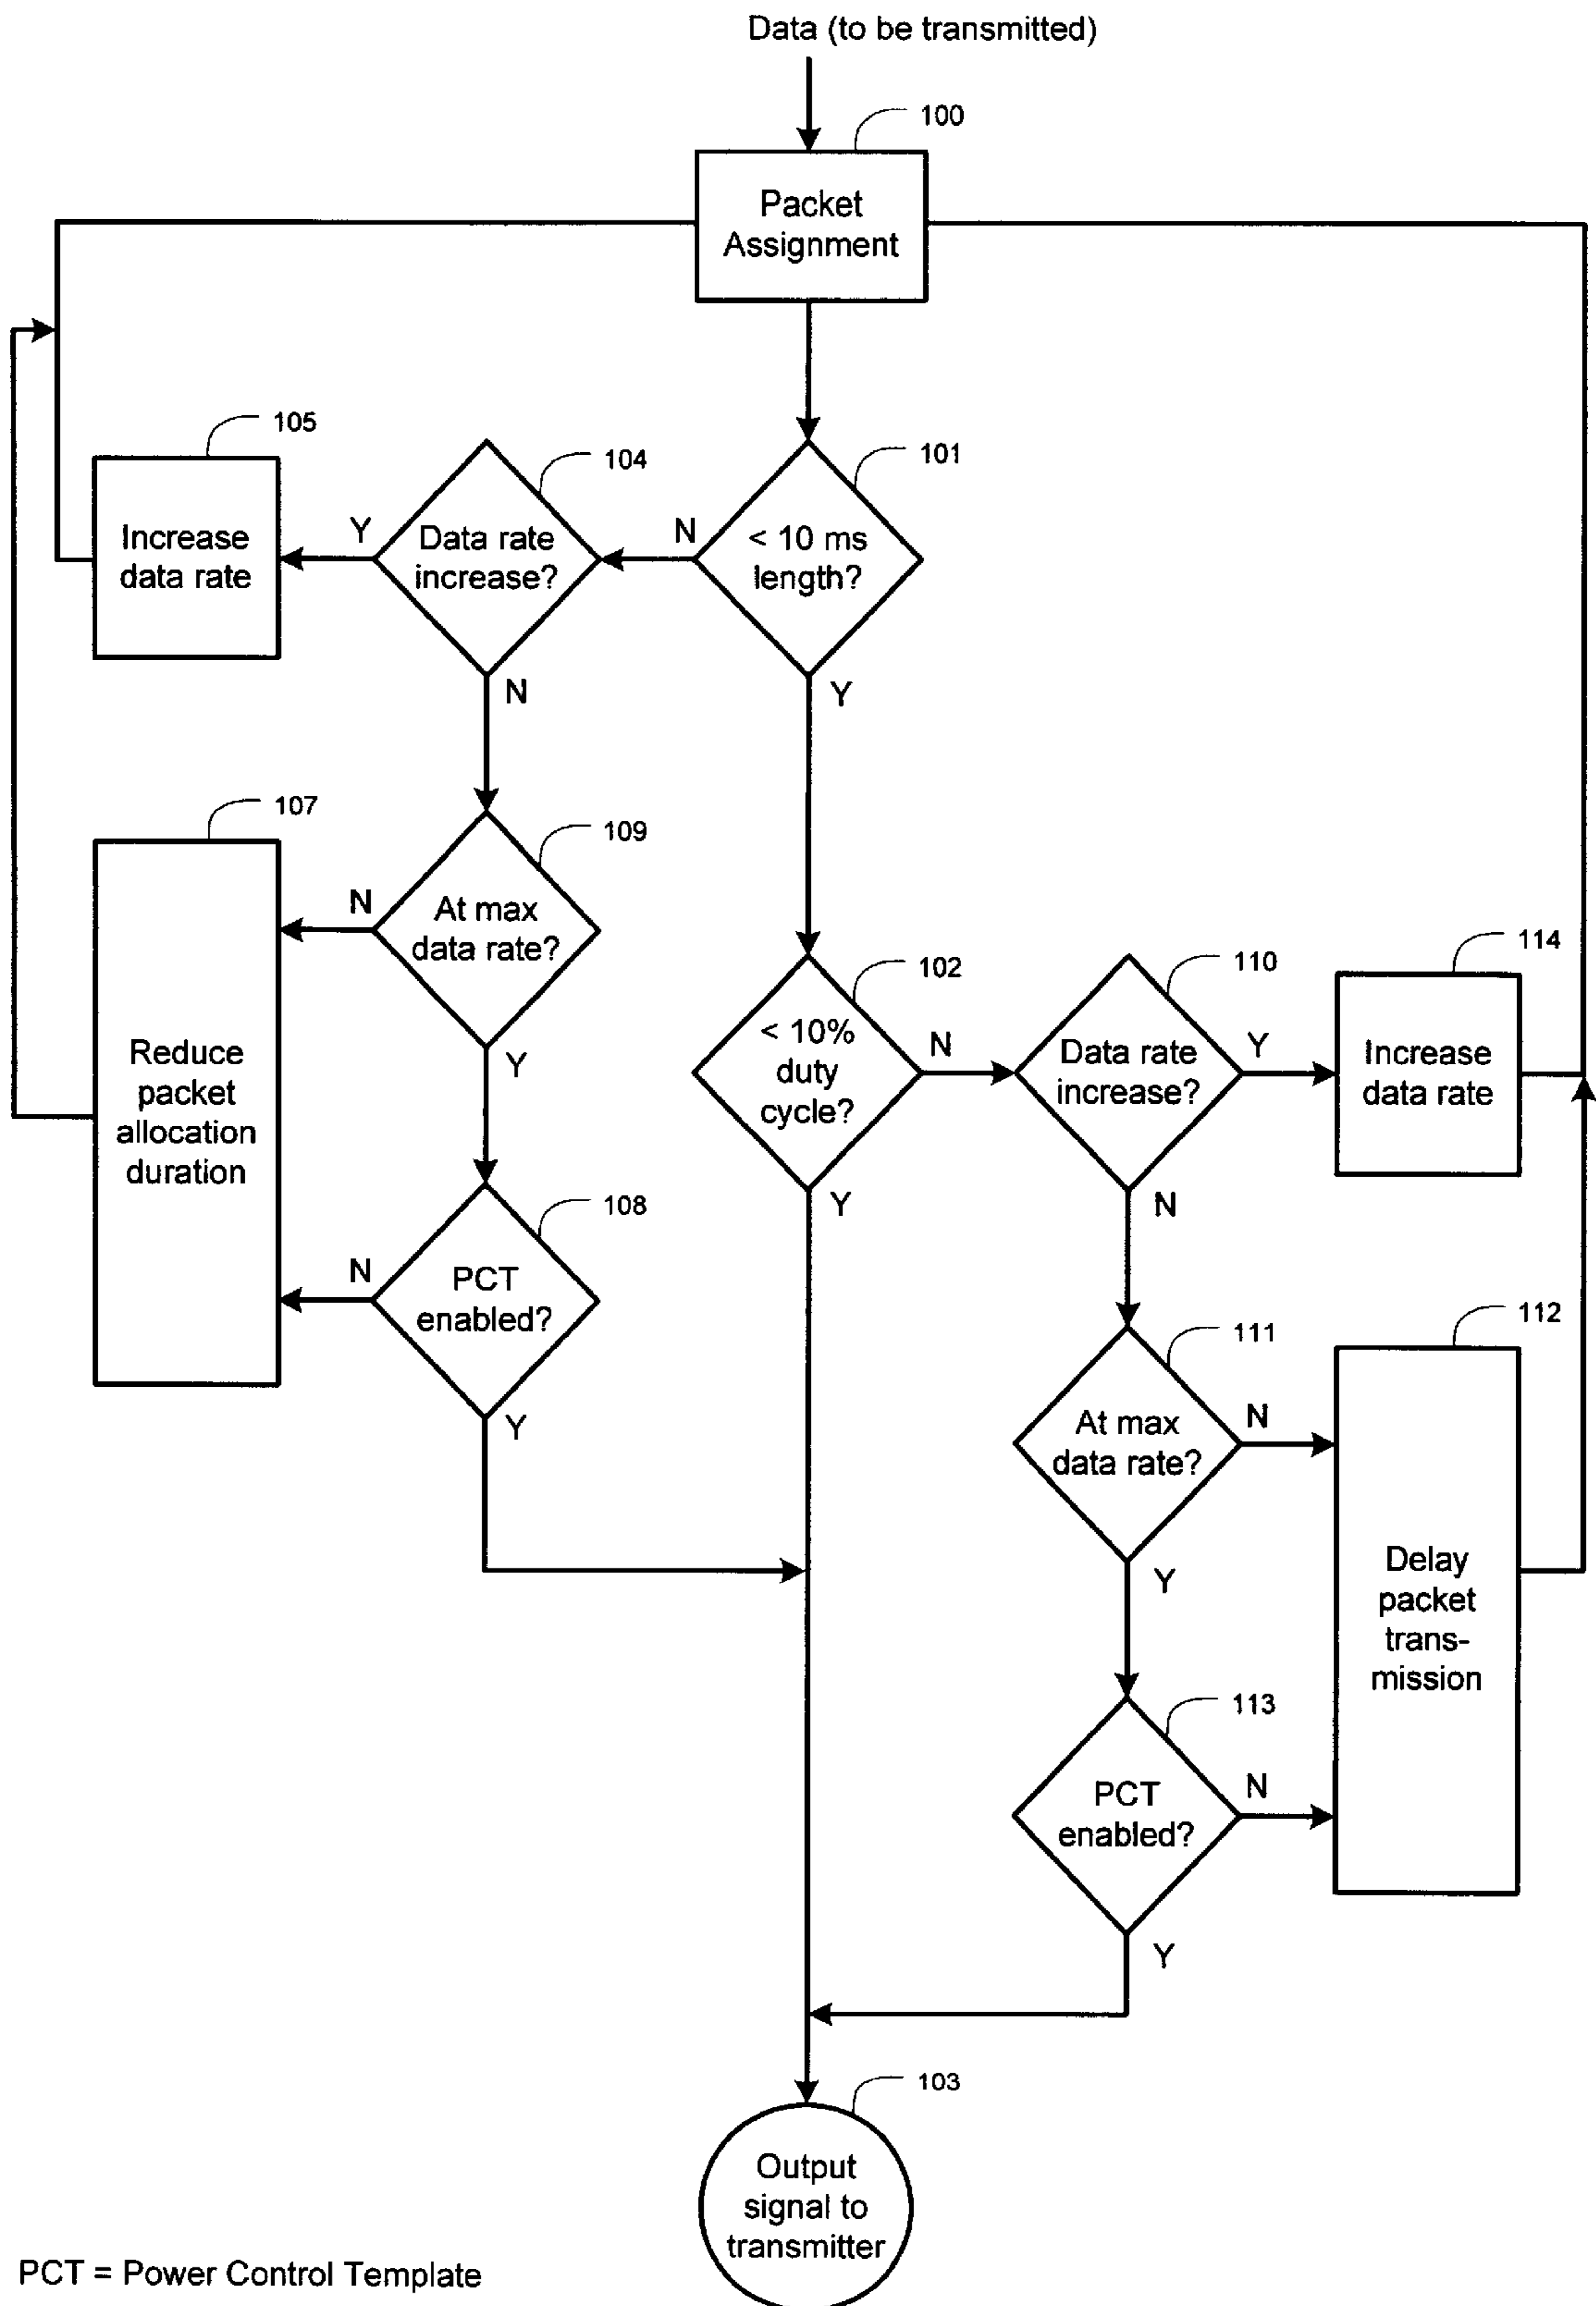 Data (to be transmitted)
100
Packet
Assignment
105
104
101
Increase
data rate
Y
Data rate
increase?
N
< 10 ms
length?
N
Y
107
109
N
At max
data rate?
Y
102
110
114
Reduce
packet
allocation
duration
< 10%
duty
cycle?
N
Data rate
increase?
Y
Increase
data rate
Y
N
108
N
PCT
enabled?
Y
111
112
At max
data rate?
N
Y
Delay
packet
trans-
mission
113
PCT
enabled?
N
Y
103
Output
signal to
transmitter
PCT = Power Control Template